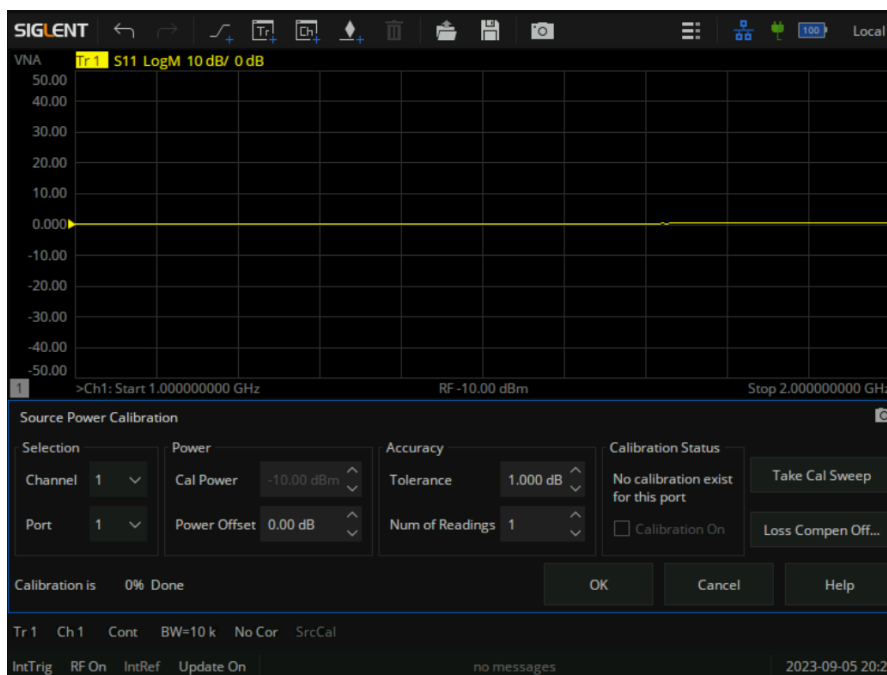 SIGLENT Tr Ch 100 Local
VNA Tr 1 S11 LogM 10 dB/ 0 dB
50.00
40.00
30.00
20.00
10.00
0.000
-10.00
-20.00
-30.00
-40.00
-50.00
1 >Ch1: Start 1.000000000 GHz RF -10.00 dBm Stop 2.000000000 GHz
Source Power Calibration
Selection Power Accuracy Calibration Status
Channel 1 Cal Power -10.00 dBm Tolerance 1.000 dB No calibration exist Take Cal Sweep
for this port
Port 1 Power Offset 0.00 dB Num of Readings 1 Calibration On Loss Compen Off...
Calibration is 0% Done OK Cancel Help
Tr 1 Ch 1 Cont BW=10 k No Cor SrcCal
IntTrig RF On IntRef Update On no messages 2023-09-05 20:2